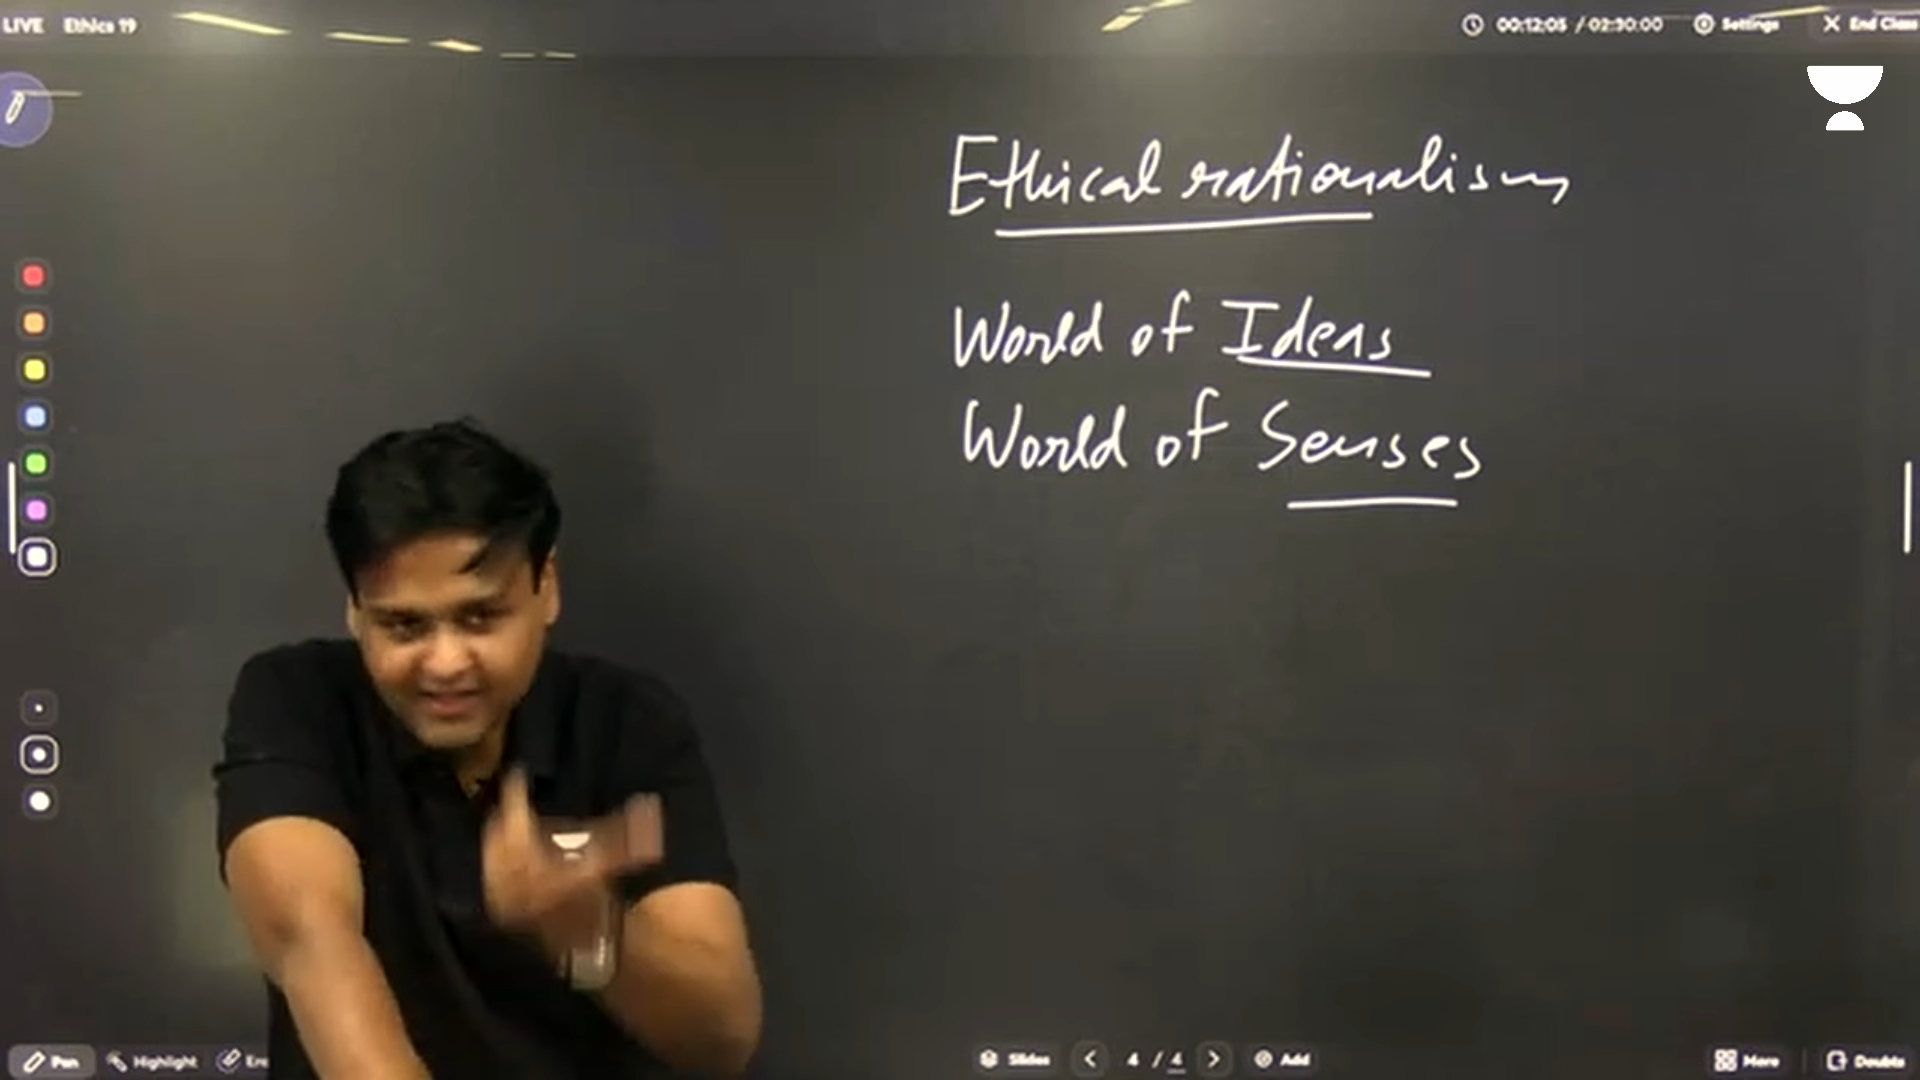 LIVE Ethics 19
00:12:05 / 02:30:00 Settings End Class
Ethical rationalism
World of Ideas
World of Senses
Pen Highlight
Slides 4 / 4 Add
More Doubts